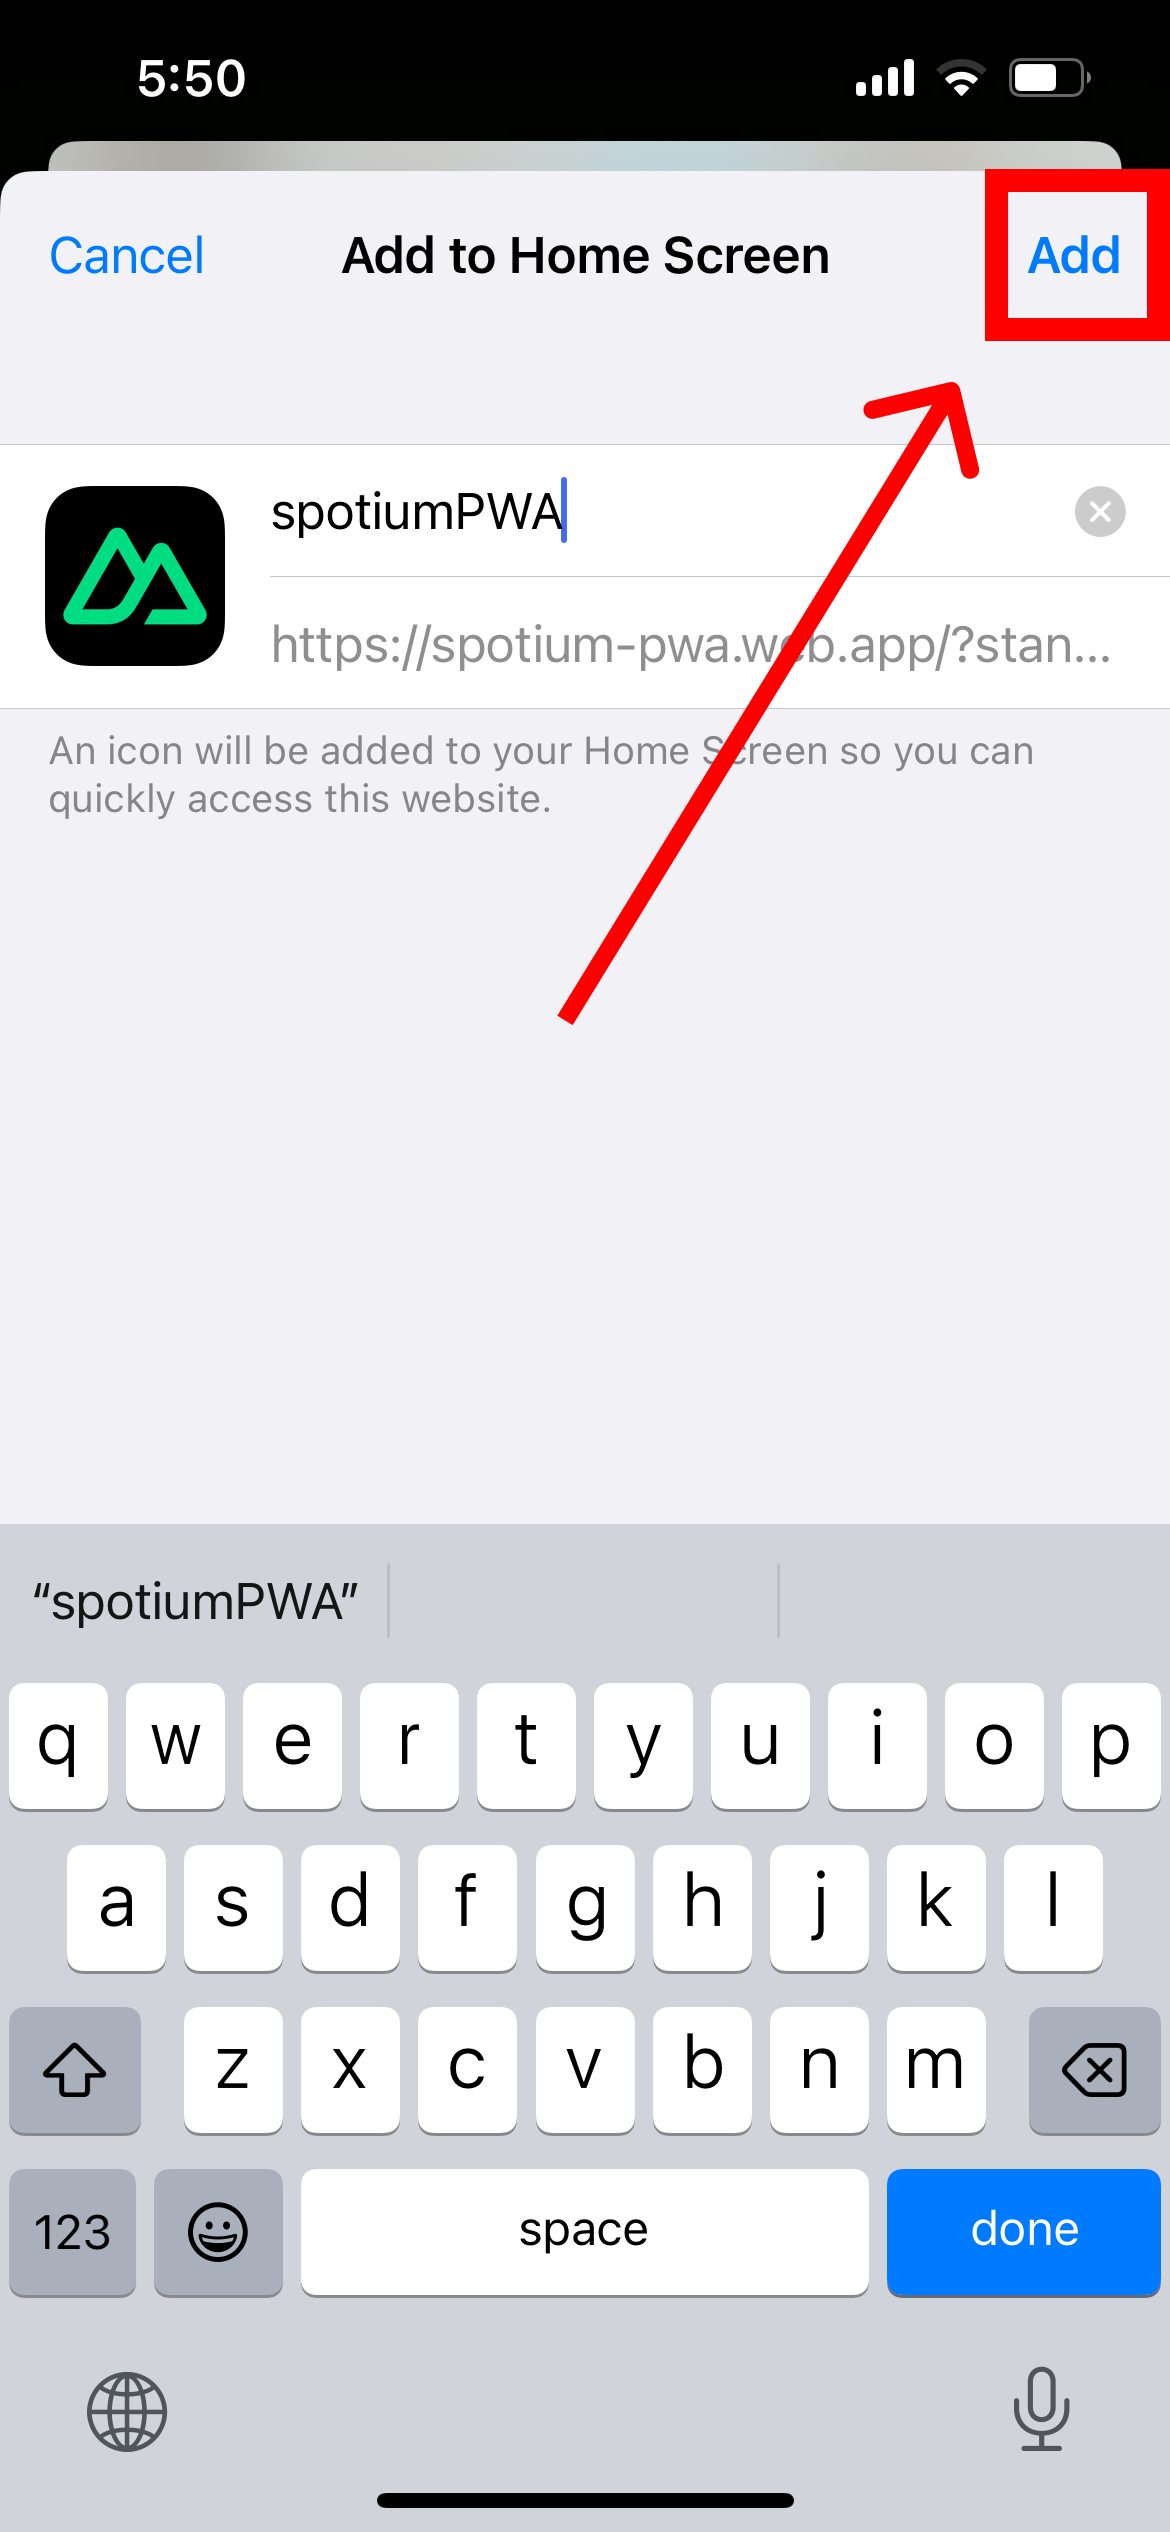 5:50
Cancel Add to Home Screen Add
spotiumPWA
https://spotium-pwa.web.app/?stan...
An icon will be added to your Home Screen so you can
quickly access this website.
“spotiumPWA”
q w e r t y u i o p
a s d f g h j k l
z x c v b n m
123 space done